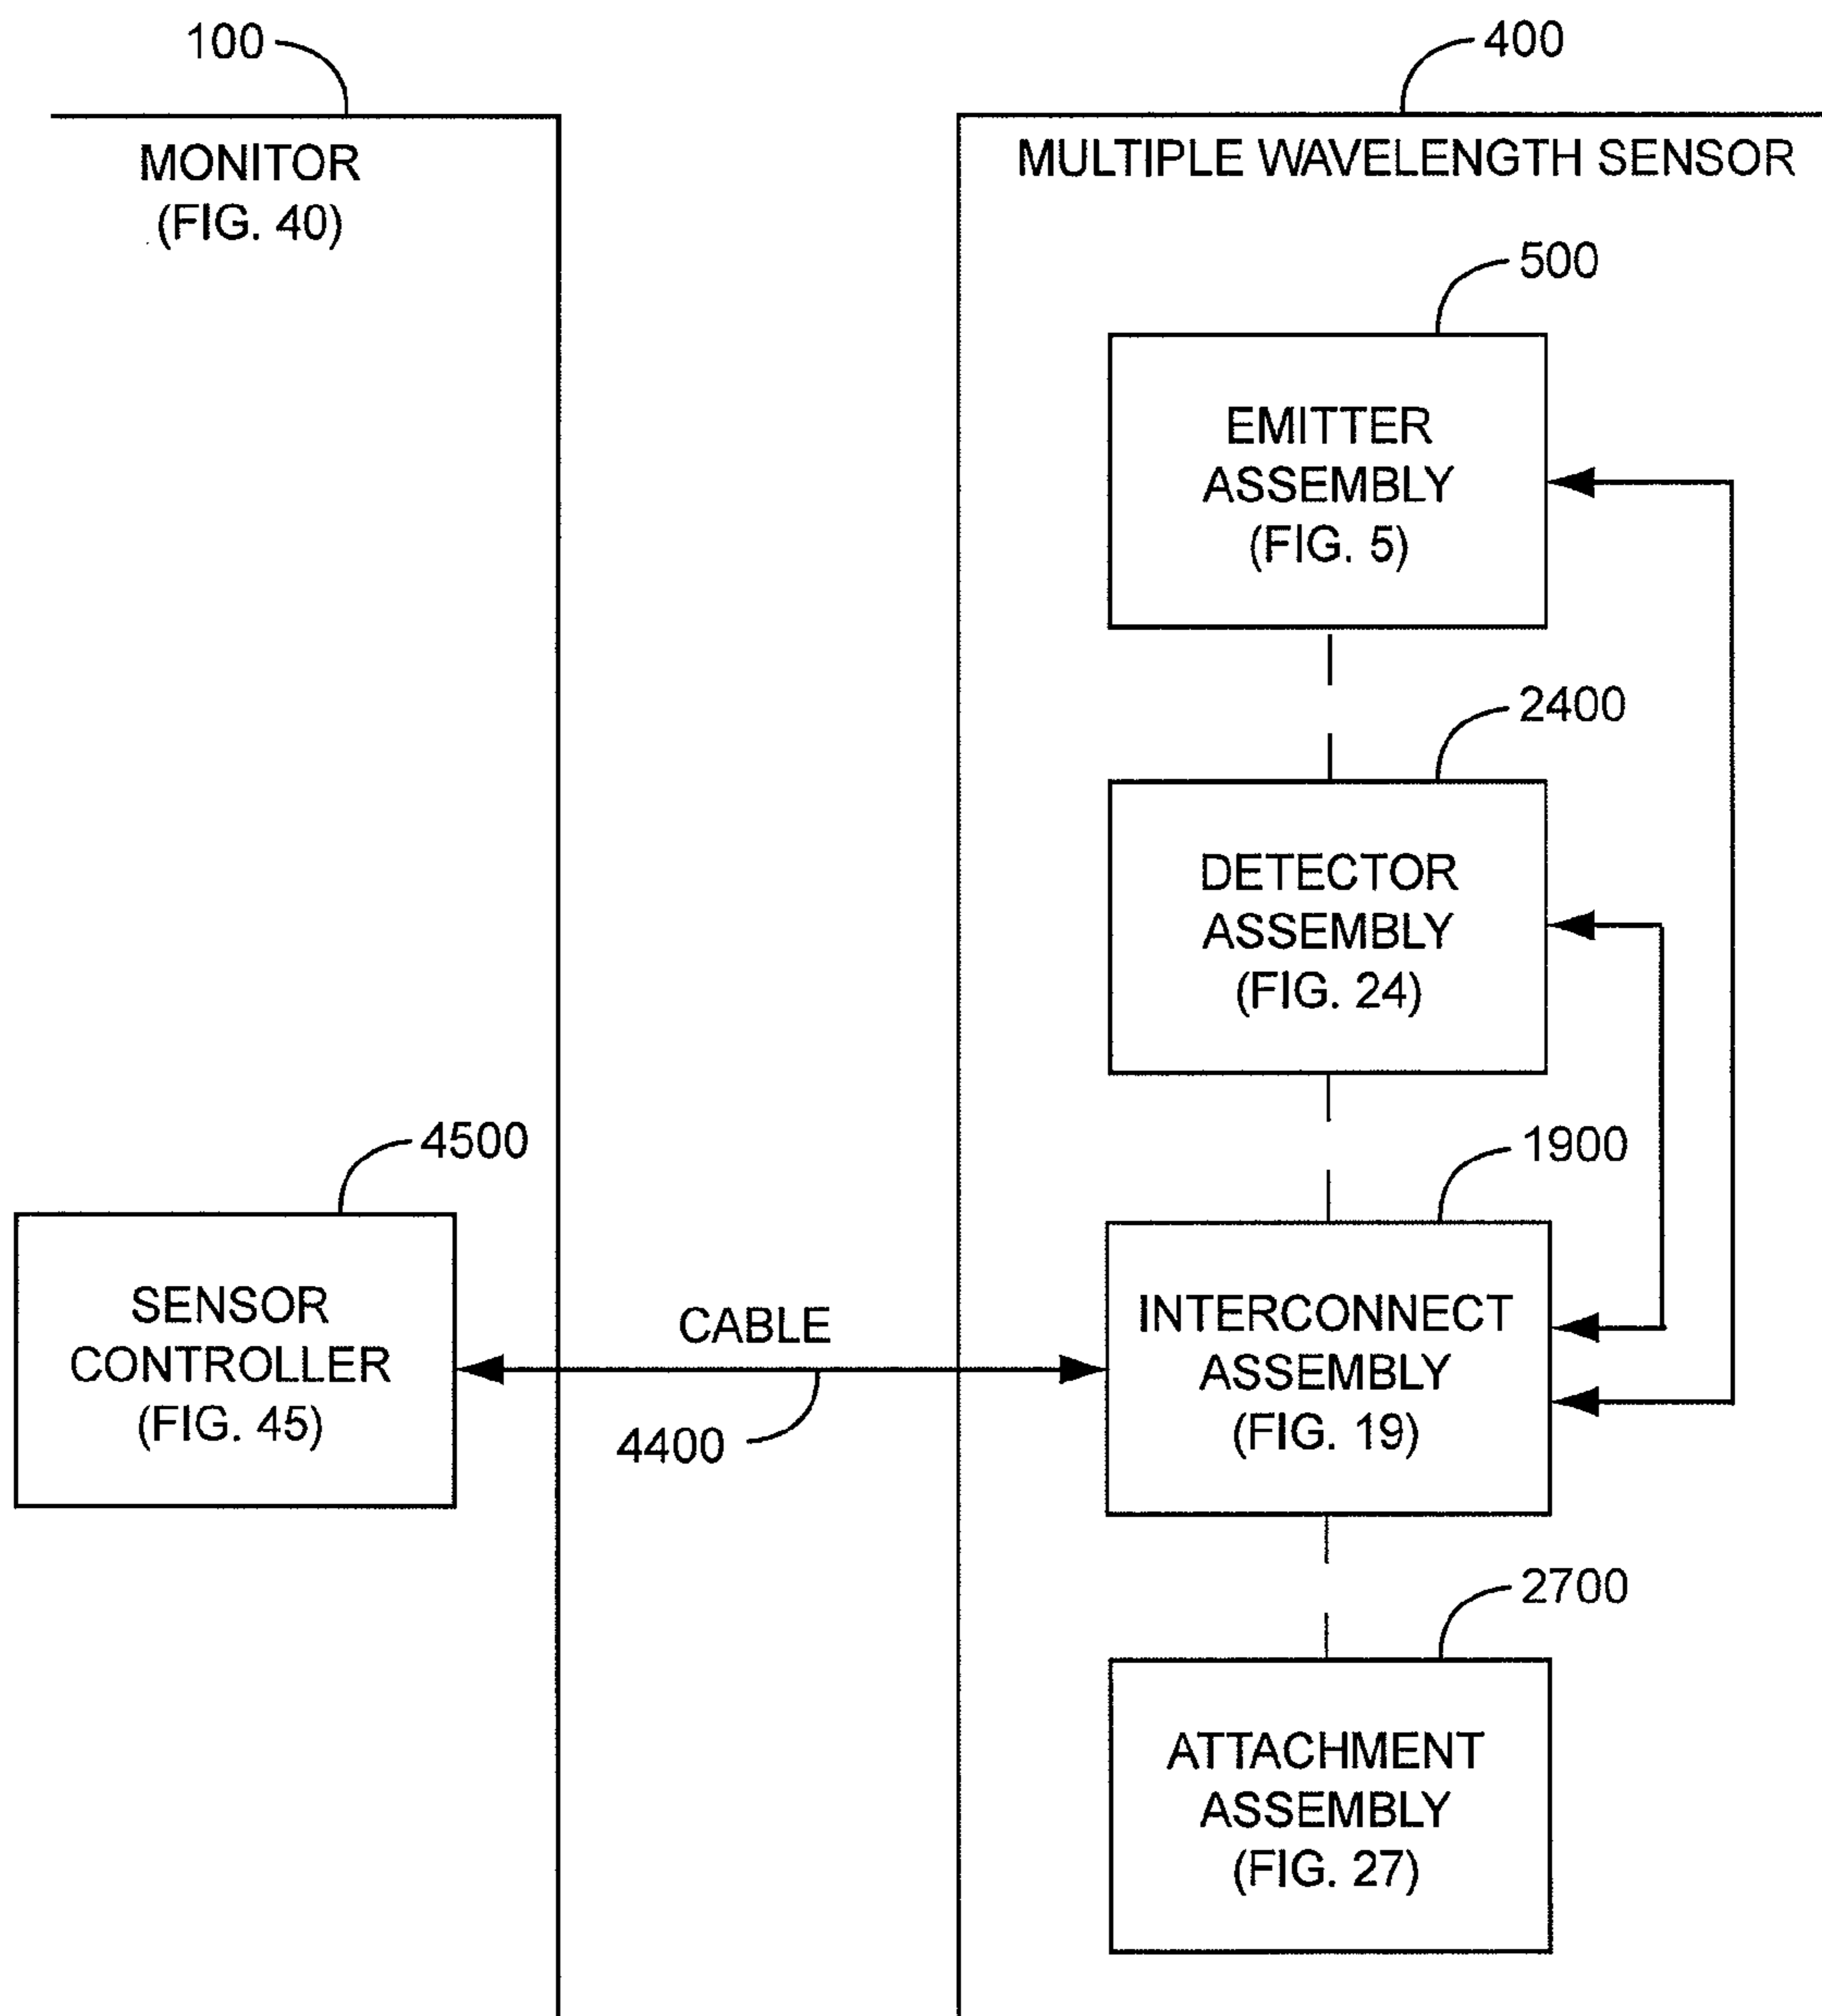 100
MONITOR
(FIG. 40)
400
MULTIPLE WAVELENGTH SENSOR
500
EMITTER
ASSEMBLY
(FIG. 5)
2400
DETECTOR
ASSEMBLY
(FIG. 24)
4500
SENSOR
CONTROLLER
(FIG. 45)
CABLE
4400
1900
INTERCONNECT
ASSEMBLY
(FIG. 19)
2700
ATTACHMENT
ASSEMBLY
(FIG. 27)